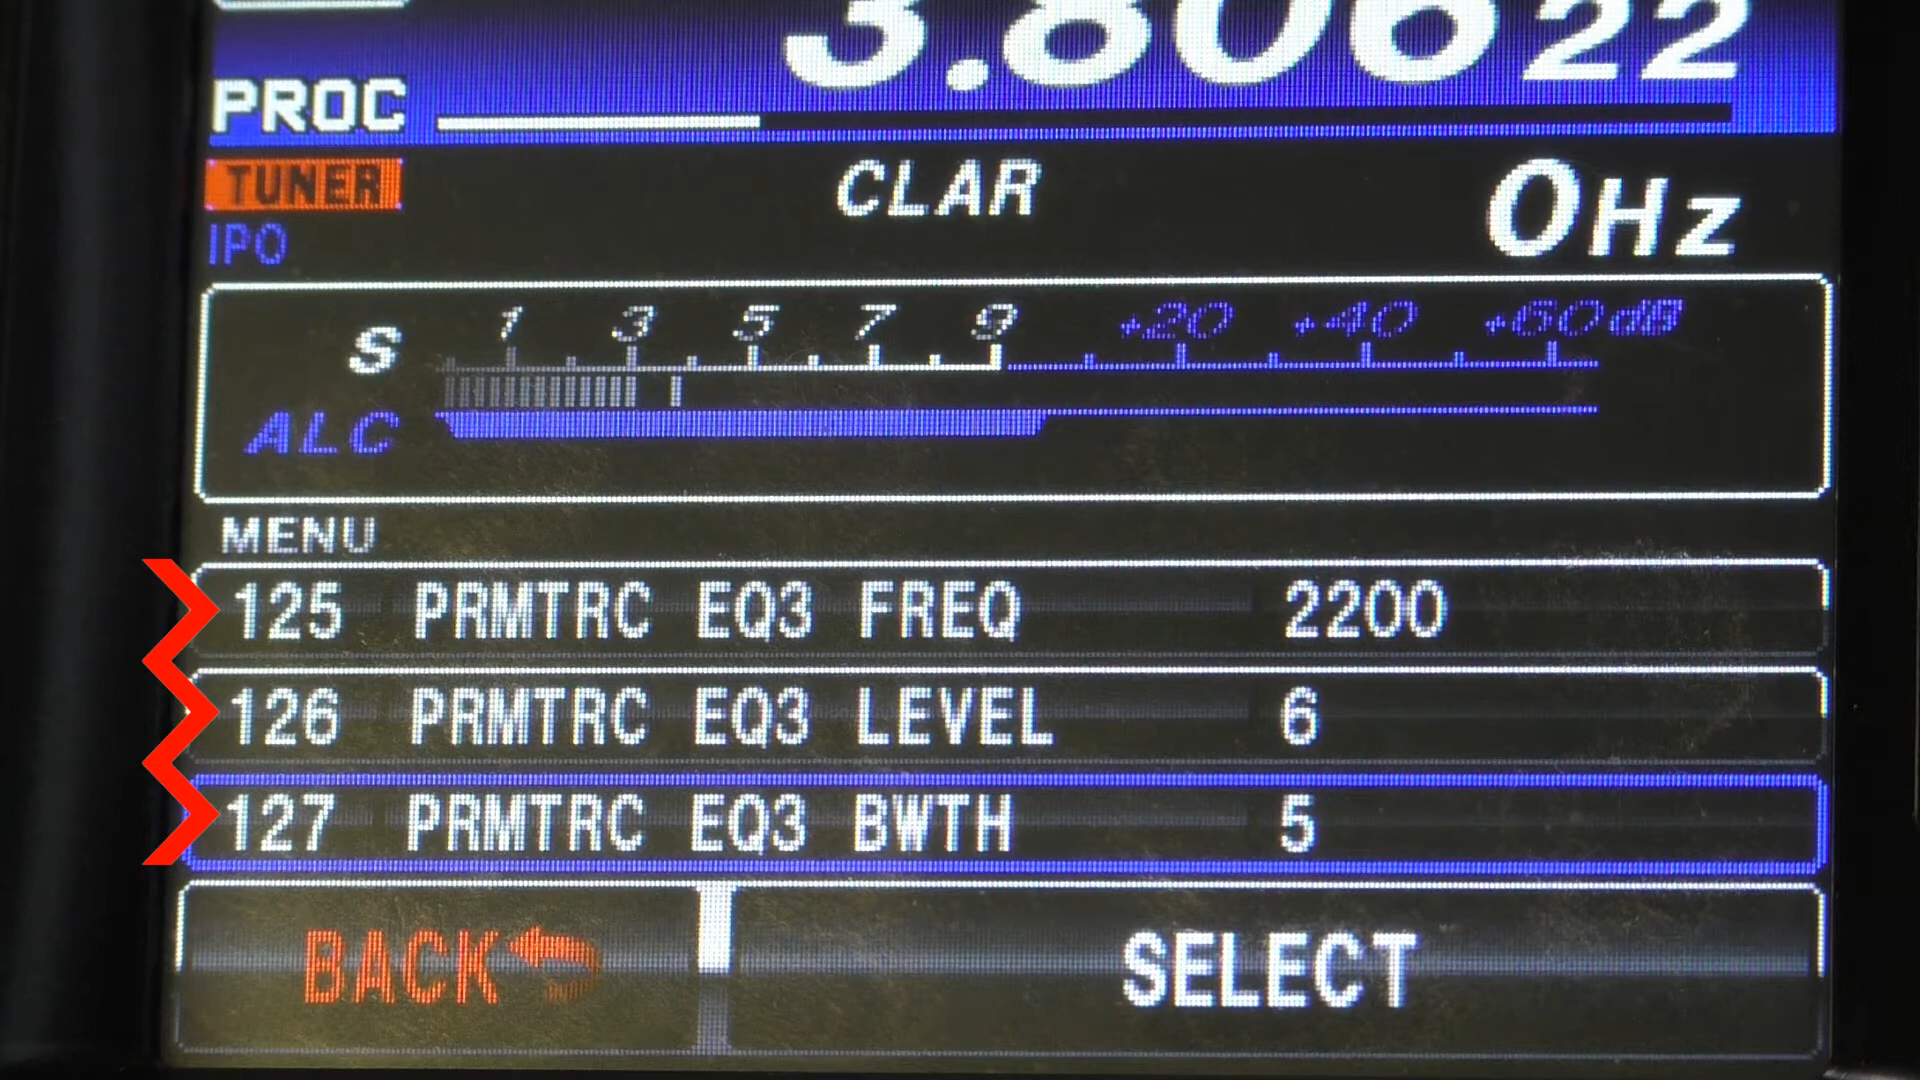 3.80622
PROC
TUNER CLAR 0Hz
IPO
S 1 3 5 7 9 +20 +40 +60dB
ALC
MENU
125 PRMTRC EQ3 FREQ 2200
126 PRMTRC EQ3 LEVEL 6
127 PRMTRC EQ3 BWTH 5
BACK SELECT